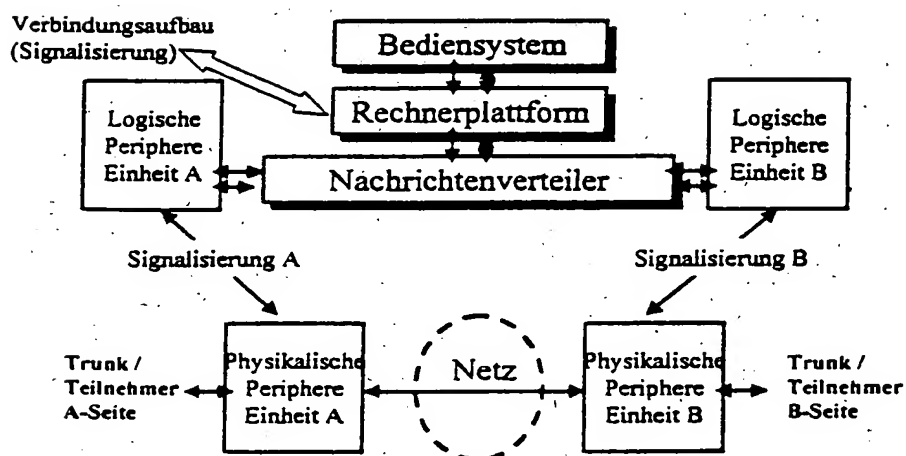 Verbindungsaufbau
(Signalisierung)
Bediensystem
Rechnerplattform
Nachrichtenverteiler
Logische
Periphere
Einheit A
Logische
Periphere
Einheit B
Signalisierung A
Signalisierung B
Trunk /
Teilnehmer
A-Seite
Physikalische
Periphere
Einheit A
Netz
Physikalische
Periphere
Einheit B
Trunk /
Teilnehmer
B-Seite